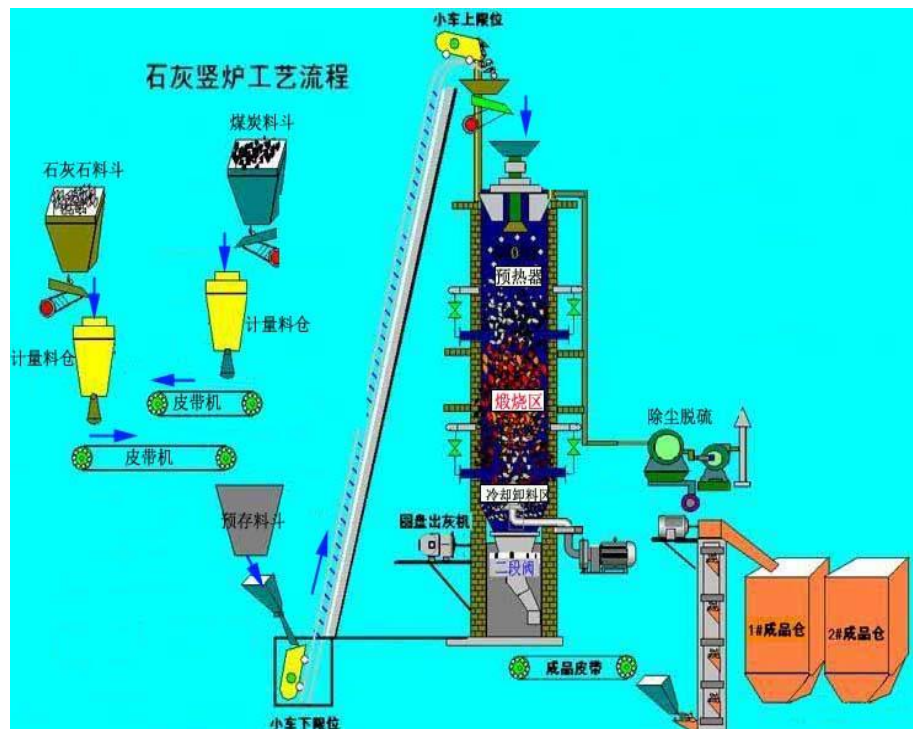 小车上限位
石灰竖炉工艺流程
煤炭料斗
石灰石料斗
0
预热器
计量料仓
计量料仓
皮带机
煅烧区
除尘脱硫
皮带机
冷却卸料区
预存料斗
圆盘出灰机
二段阀
1#成品仓
2#成品仓
成品皮带
小车下限位